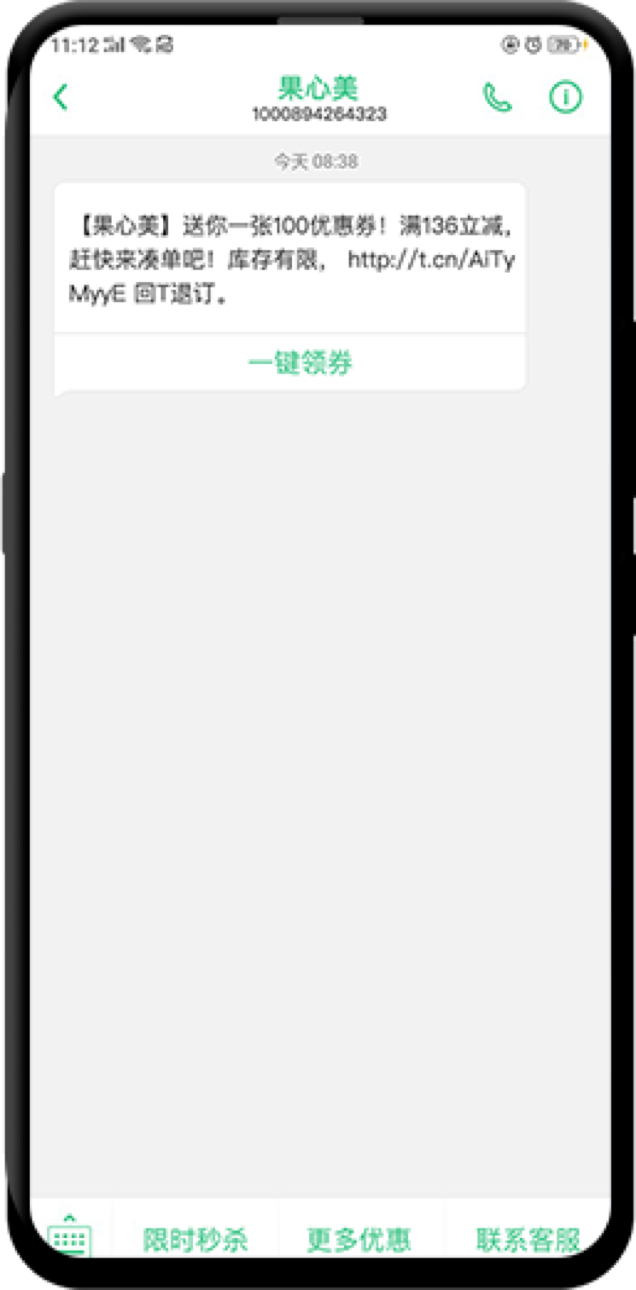 11:12
70
果心美
1000894264323
今天 08:38
【果心美】送你一张100优惠券！满136立减，
赶快来凑单吧！库存有限， http://t.cn/AiTy
MyyE 回T退订。
一键领券
限时秒杀 更多优惠 联系客服